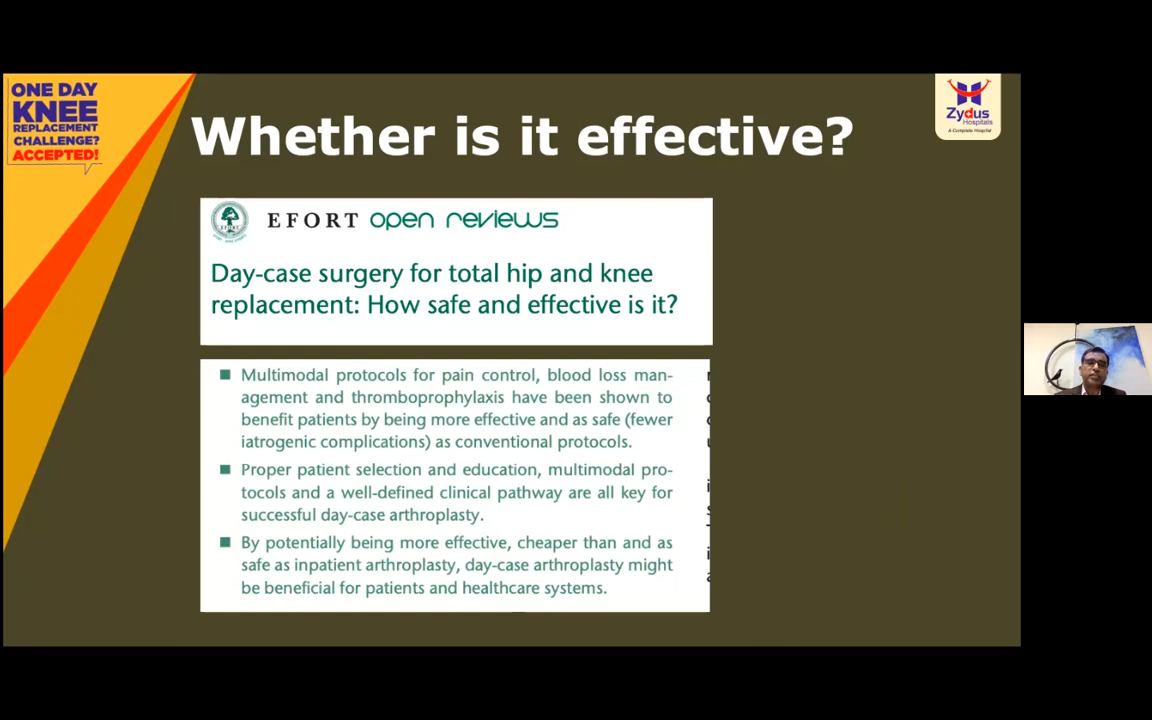 ONE DAY
KNEE
REPLACEMENT
CHALLENGE?
ACCEPTED!
Whether is it effective?
Zydus
Hospitals
A Complete Hospital
EFORT open reviews
Day-case surgery for total hip and knee
replacement: How safe and effective is it?
■ Multimodal protocols for pain control, blood loss man-
agement and thromboprophylaxis have been shown to
benefit patients by being more effective and as safe (fewer
iatrogenic complications) as conventional protocols.
■ Proper patient selection and education, multimodal pro-
tocols and a well-defined clinical pathway are all key for
successful day-case arthroplasty.
■ By potentially being more effective, cheaper than and as
safe as inpatient arthroplasty, day-case arthroplasty might
be beneficial for patients and healthcare systems.